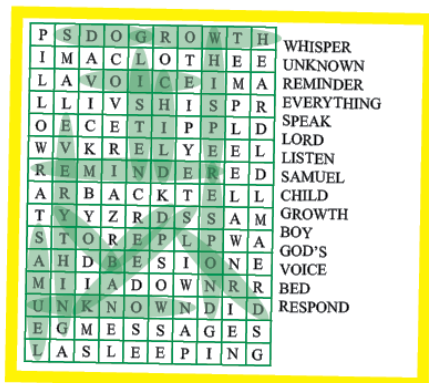 P S D O G R O W T H
I M A C L O T H E E
L A V O I C E I M A
L L I V S H I S P R
O E C E T I P P L D
W V K R E L Y E E L
R E M I N D E R E D
A R B A C K T E L L
T Y Y Z R D S S A M
S T O R E P L P W A
A H D B E S I O N E
M I I A D O W N R R
U N K N O W N D I D
E G M E S S A G E S
L A S L E E P I N G
WHISPER
UNKNOWN
REMINDER
EVERYTHING
SPEAK
LORD
LISTEN
SAMUEL
CHILD
GROWTH
BOY
GOD'S
VOICE
BED
RESPOND